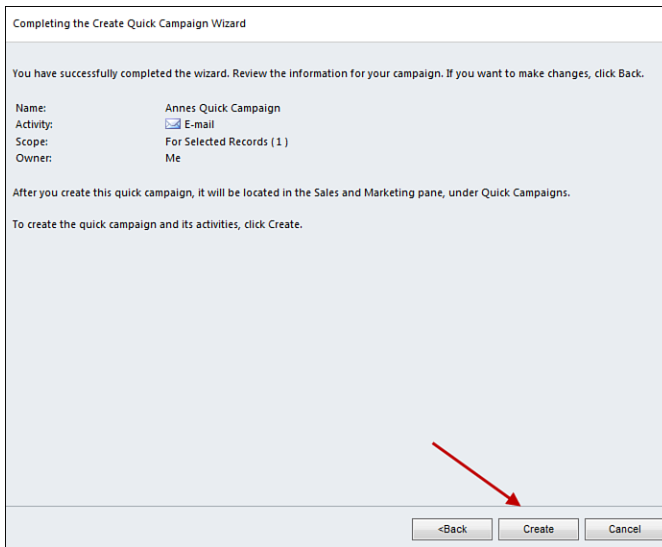 Completing the Create Quick Campaign Wizard
You have successfully completed the wizard. Review the information for your campaign. If you want to make changes, click Back.
Name: Annes Quick Campaign
Activity: E-mail
Scope: For Selected Records ( 1 )
Owner: Me
After you create this quick campaign, it will be located in the Sales and Marketing pane, under Quick Campaigns.
To create the quick campaign and its activities, click Create.
<Back Create Cancel